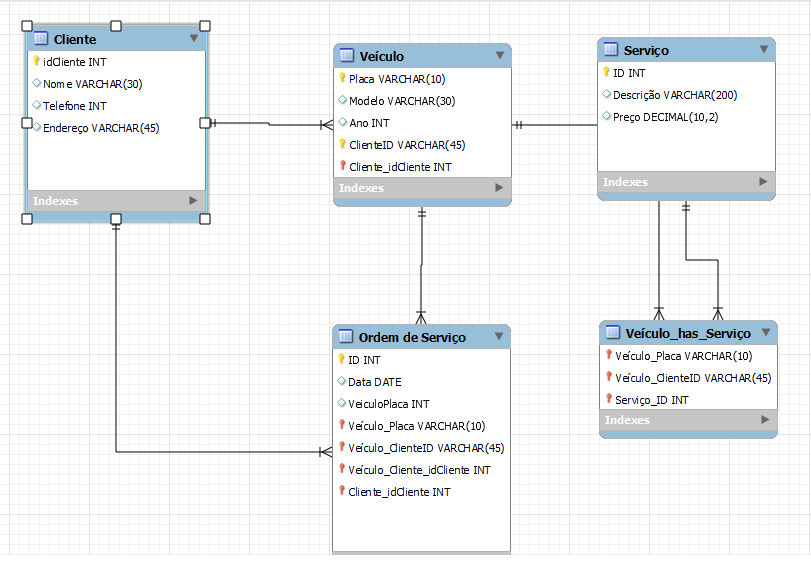 Cliente
idCliente INT
Nome VARCHAR(30)
Telefone INT
Endereço VARCHAR(45)
Indexes
Veículo
Placa VARCHAR(10)
Modelo VARCHAR(30)
Ano INT
ClienteID VARCHAR(45)
Cliente_idCliente INT
Indexes
Serviço
ID INT
Descrição VARCHAR(200)
Preço DECIMAL(10,2)
Indexes
Ordem de Serviço
ID INT
Data DATE
VeiculoPlaca INT
Veículo_Placa VARCHAR(10)
Veículo_ClienteID VARCHAR(45)
Veículo_Cliente_idCliente INT
Cliente_idCliente INT
Veículo_has_Serviço
Veículo_Placa VARCHAR(10)
Veículo_ClienteID VARCHAR(45)
Serviço_ID INT
Indexes